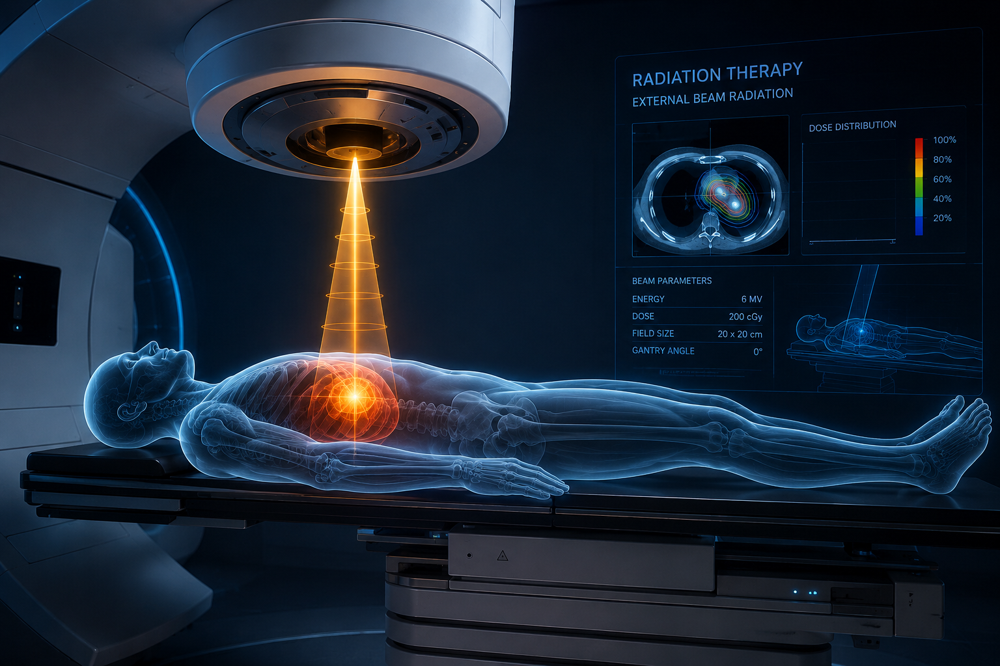 RADIATION THERAPY
EXTERNAL BEAM RADIATION
DOSE DISTRIBUTION
100%
80%
60%
40%
20%
BEAM PARAMETERS
ENERGY 6 MV
DOSE 200 cGy
FIELD SIZE 20 x 20 cm
GANTRY ANGLE 0°